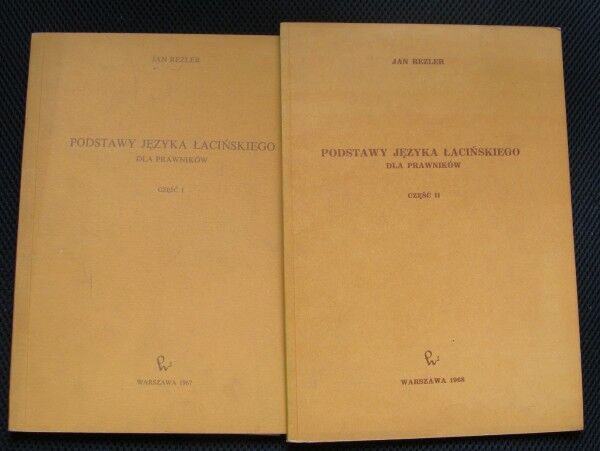 JAN REZLER
PODSTAWY JĘZYKA ŁACIŃSKIEGO
DLA PRAWNIKÓW
CZĘŚĆ I
WARSZAWA 1967
JAN REZLER
PODSTAWY JĘZYKA ŁACIŃSKIEGO
DLA PRAWNIKÓW
CZĘŚĆ II
WARSZAWA 1968